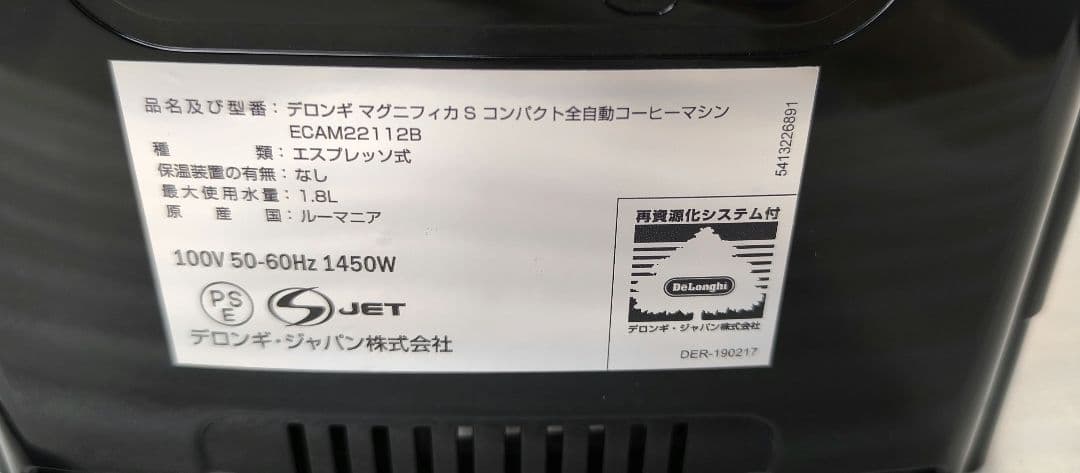 品名及び型番：デロンギ マグニフィカ S コンパクト全自動コーヒーマシン
ECAM22112B
種類：エスプレッソ式
保温装置の有無：なし
最大使用水量：1.8L
原産国：ルーマニア
100V 50-60Hz 1450W
PS
E
S JET
デロンギ・ジャパン株式会社
5413226891
再資源化システム付
DeLonghi
デロンギ・ジャパン株式会社
DER-190217